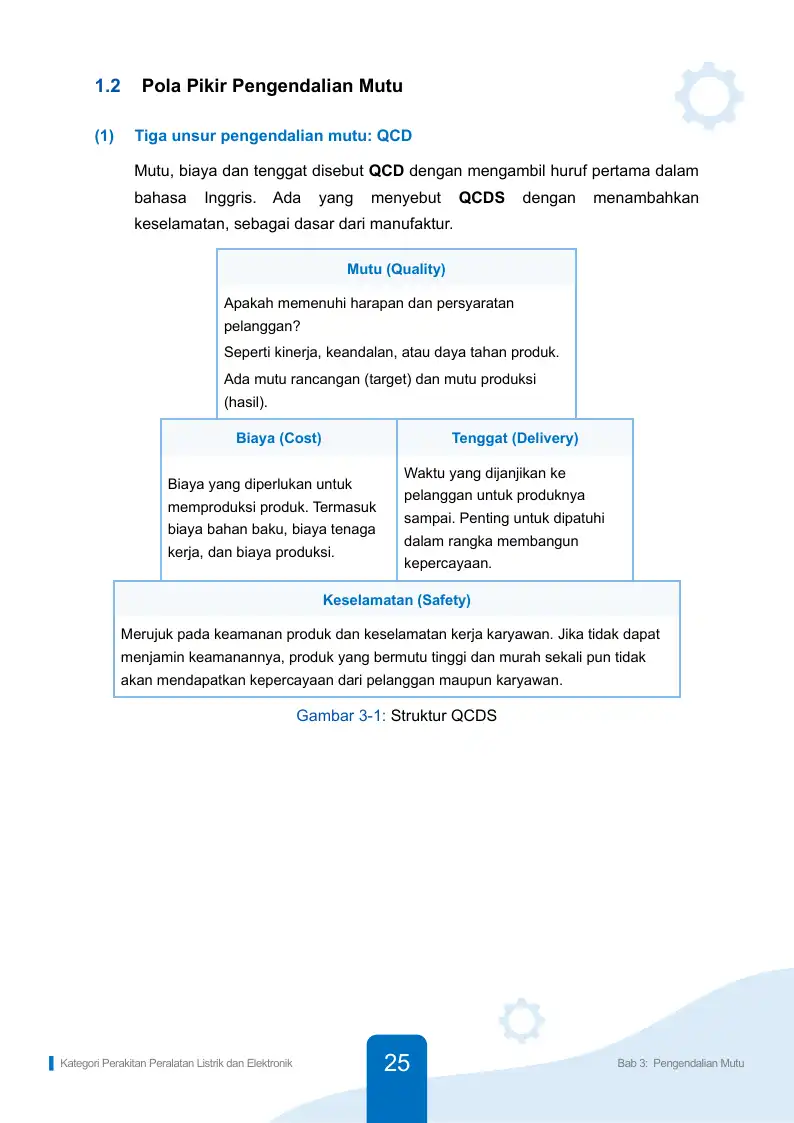 1.2 Pola Pikir Pengendalian Mutu
(1) Tiga unsur pengendalian mutu: QCD
Mutu, biaya dan tenggat disebut QCD dengan mengambil huruf pertama dalam
bahasa Inggris. Ada yang menyebut QCDS dengan menambahkan
keselamatan, sebagai dasar dari manufaktur.
Mutu (Quality)
Apakah memenuhi harapan dan persyaratan
pelanggan?
Seperti kinerja, keandalan, atau daya tahan produk.
Ada mutu rancangan (target) dan mutu produksi
(hasil).
Biaya (Cost)
Biaya yang diperlukan untuk
memproduksi produk. Termasuk
biaya bahan baku, biaya tenaga
kerja, dan biaya produksi.
Tenggat (Delivery)
Waktu yang dijanjikan ke
pelanggan untuk produknya
sampai. Penting untuk dipatuhi
dalam rangka membangun
kepercayaan.
Keselamatan (Safety)
Merujuk pada keamanan produk dan keselamatan kerja karyawan. Jika tidak dapat
menjamin keamanannya, produk yang bermutu tinggi dan murah sekali pun tidak
akan mendapatkan kepercayaan dari pelanggan maupun karyawan.
Gambar 3-1: Struktur QCDS
Kategori Perakitan Peralatan Listrik dan Elektronik
25
Bab 3: Pengendalian Mutu